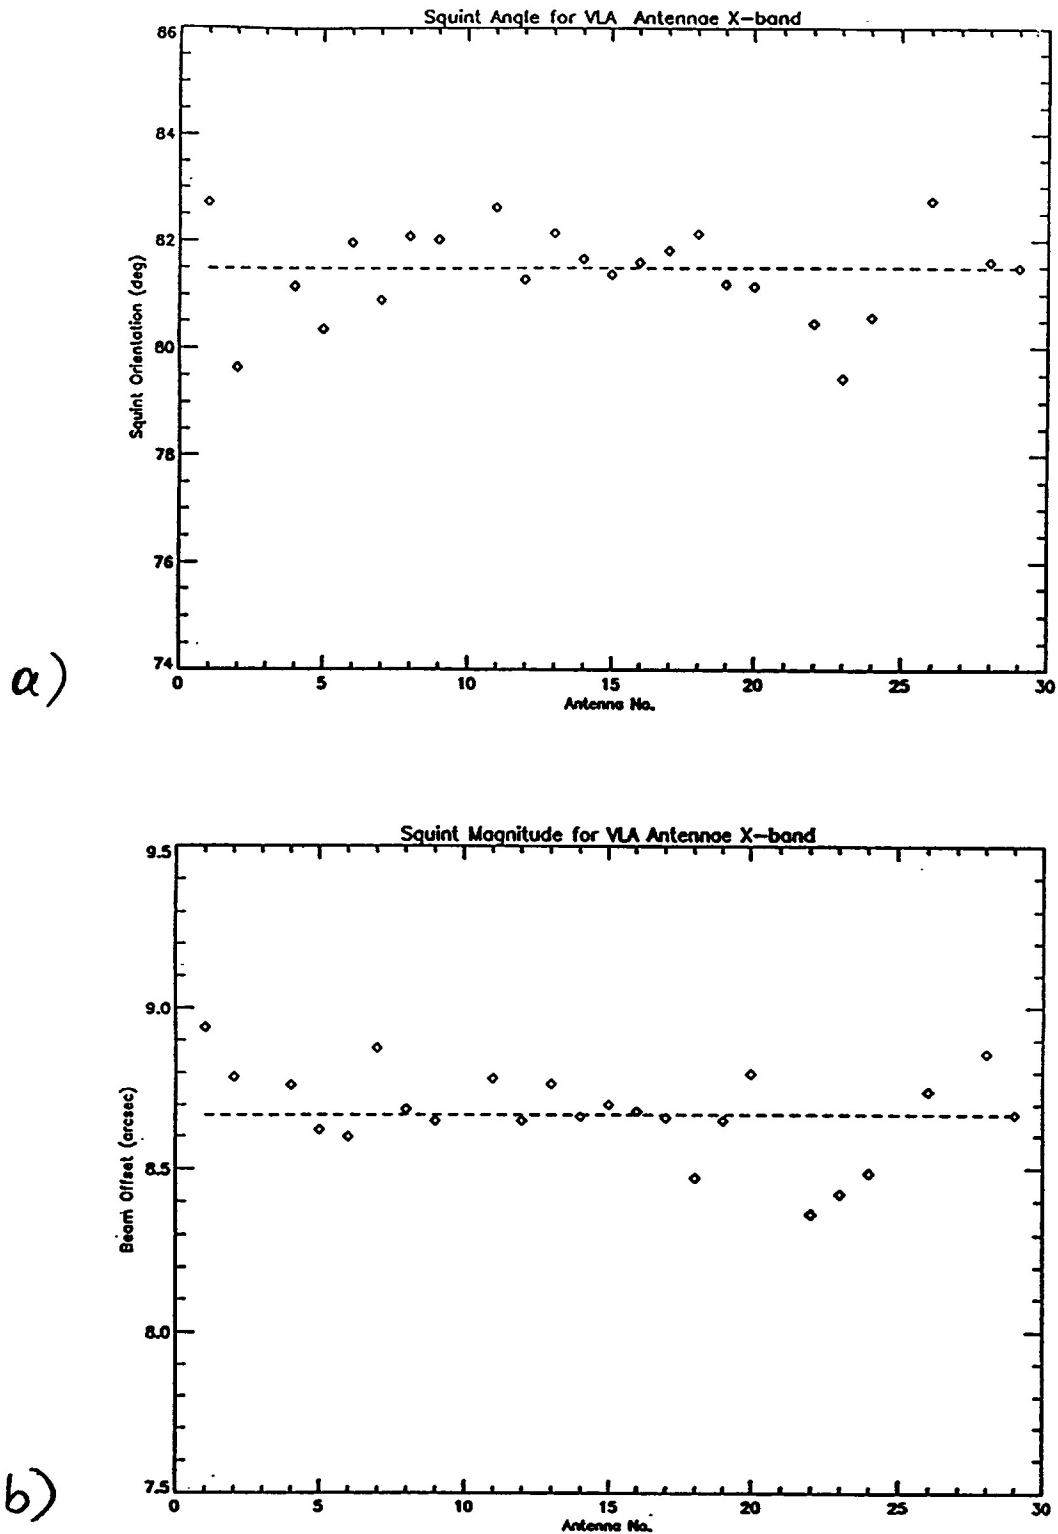 Squint Angle for VLA Antennae X-band
86
84
82
80
78
76
74
Squint Orientation (deg)
0 5 10 15 20 25 30
Antenna No.
a)
Squint Magnitude for VLA Antennae X-band
9.5
9.0
8.5
8.0
7.5
Beam Offset (arcsec)
0 5 10 15 20 25 30
Antenna No.
b)